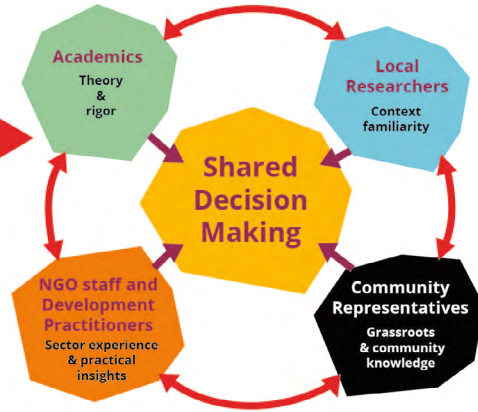 Academics
Theory
&
rigor
Local
Researchers
Context
familiarity
Shared
Decision
Making
NGO staff and
Development
Practitioners
Sector experience
& practical
insights
Community
Representatives
Grassroots
& community
knowledge